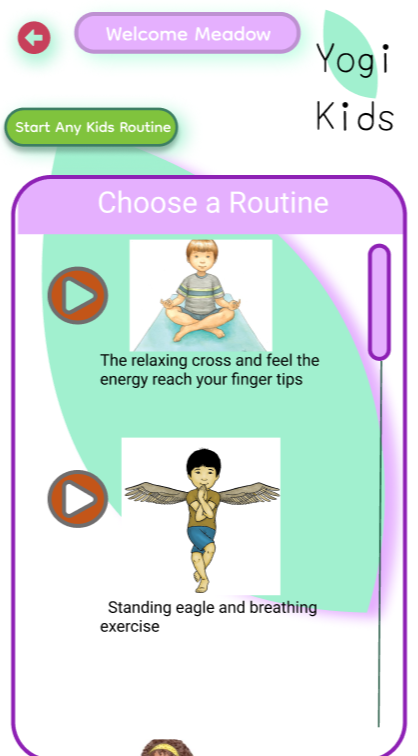 Welcome Meadow
Yogi
Kids
Start Any Kids Routine
Choose a Routine
The relaxing cross and feel the
energy reach your finger tips
Standing eagle and breathing
exercise